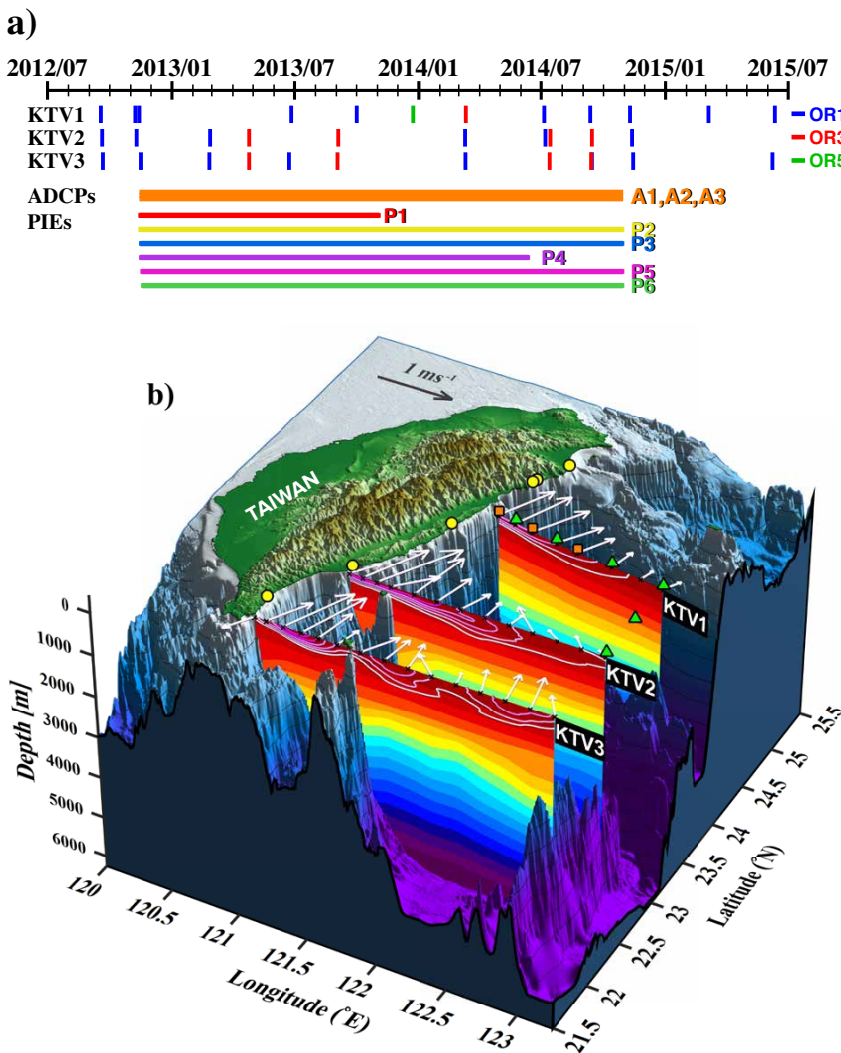 a)
2012/07 2013/01 2013/07 2014/01 2014/07 2015/01 2015/07
KTV1 OR1
KTV2 OR3
KTV3 OR5
ADCPs A1,A2,A3
PIEs P1
P2
P3
P4
P5
P6
b)
1 ms⁻¹
TAIWAN
KTV1
KTV2
KTV3
Depth [m]
0
1000
2000
3000
4000
5000
6000
120 120.5 121 121.5 122 122.5 123
Longitude (°E)
21.5 22 22.5 23 23.5 24 24.5 25 25.5
Latitude (°N)